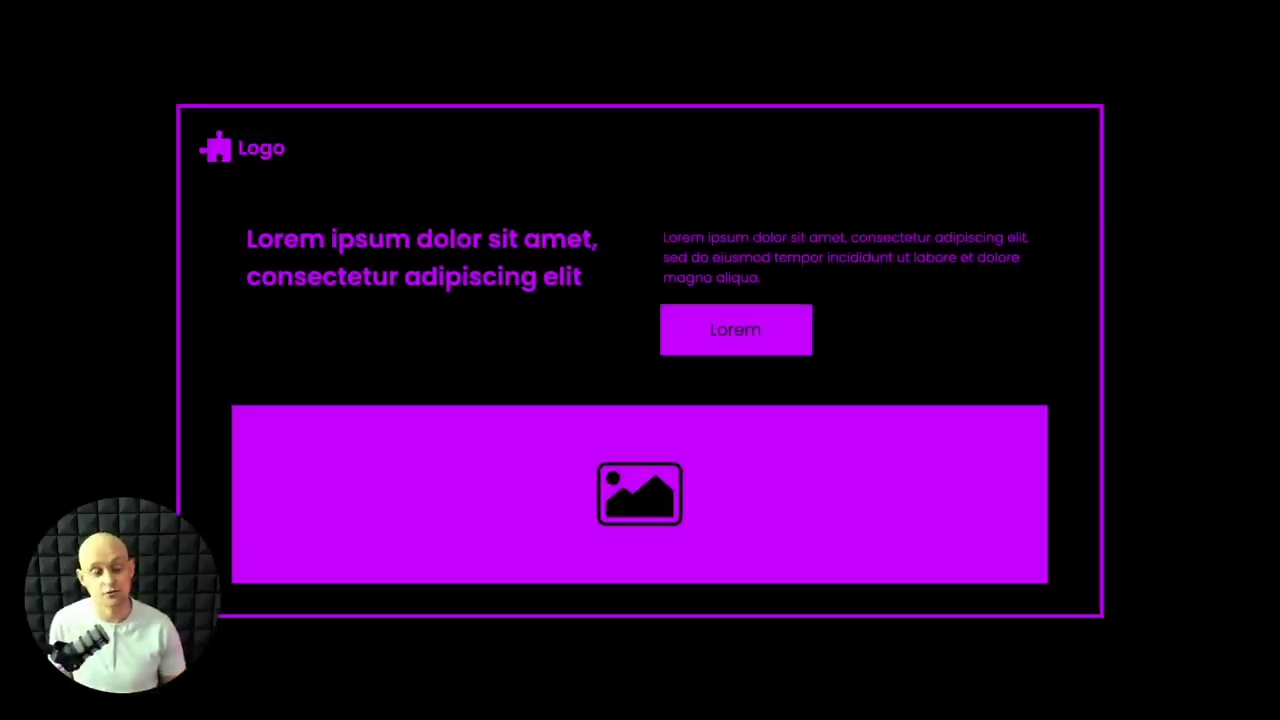 Logo
Lorem ipsum dolor sit amet,
consectetur adipiscing elit
Lorem ipsum dolor sit amet, consectetur adipiscing elit,
sed do eiusmod tempor incididunt ut labore et dolore
magna aliqua.
Lorem